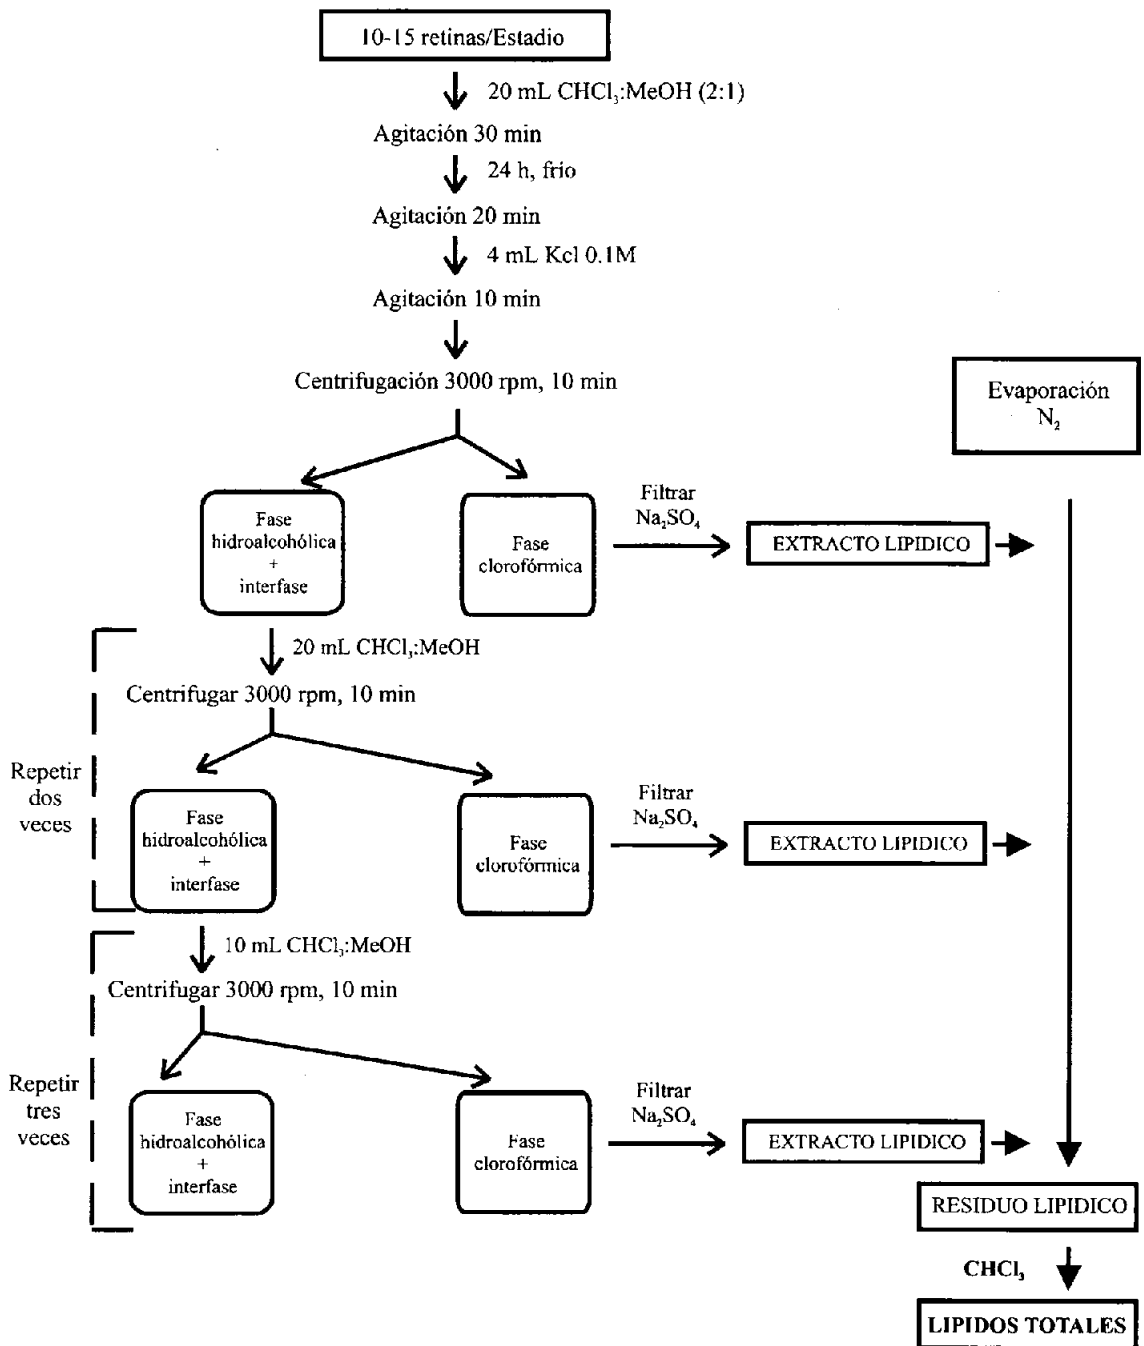 10-15 retinas/Estadio
20 mL CHCl₃:MeOH (2:1)
Agitación 30 min
24 h, frío
Agitación 20 min
4 mL Kcl 0.1M
Agitación 10 min
Centrifugación 3000 rpm, 10 min
Evaporación
N₂
Fase
hidroalcohólica
+
interfase
Fase
clorofórmica
Filtrar
Na₂SO₄
EXTRACTO LIPIDICO
20 mL CHCl₃:MeOH
Centrifugar 3000 rpm, 10 min
Repetir
dos
veces
Fase
hidroalcohólica
+
interfase
Fase
clorofórmica
Filtrar
Na₂SO₄
EXTRACTO LIPIDICO
10 mL CHCl₃:MeOH
Centrifugar 3000 rpm, 10 min
Repetir
tres
veces
Fase
hidroalcohólica
+
interfase
Fase
clorofórmica
Filtrar
Na₂SO₄
EXTRACTO LIPIDICO
RESIDUO LIPIDICO
CHCl₃
LIPIDOS TOTALES